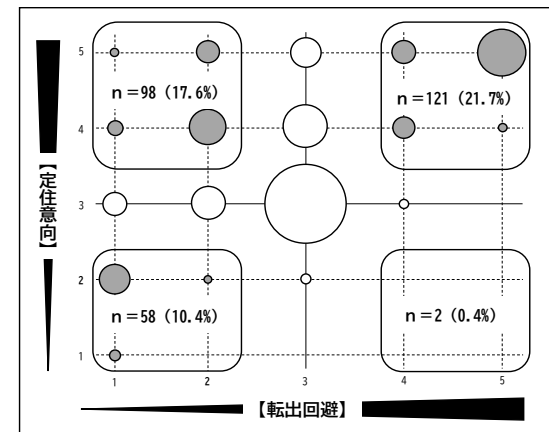 5
n＝98（17.6%）
n＝121（21.7%）
4
【定住意向】
3
2
n＝58（10.4%）
n＝2（0.4%）
1
1 2 3 4 5
【転出回避】